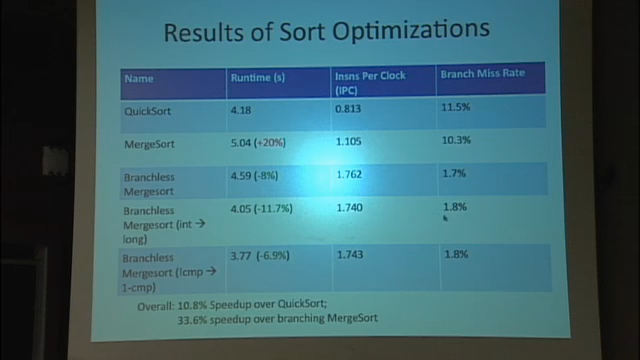 Results of Sort Optimizations
Name Runtime (s) Insns Per Clock (IPC) Branch Miss Rate
QuickSort 4.18 0.813 11.5%
MergeSort 5.04 (+20%) 1.105 10.3%
Branchless Mergesort 4.59 (-8%) 1.762 1.7%
Branchless Mergesort (int → long) 4.05 (-11.7%) 1.740 1.8%
Branchless Mergesort (!cmp → 1-cmp) 3.77 (-6.9%) 1.743 1.8%
Overall: 10.8% Speedup over QuickSort;
33.6% speedup over branching MergeSort